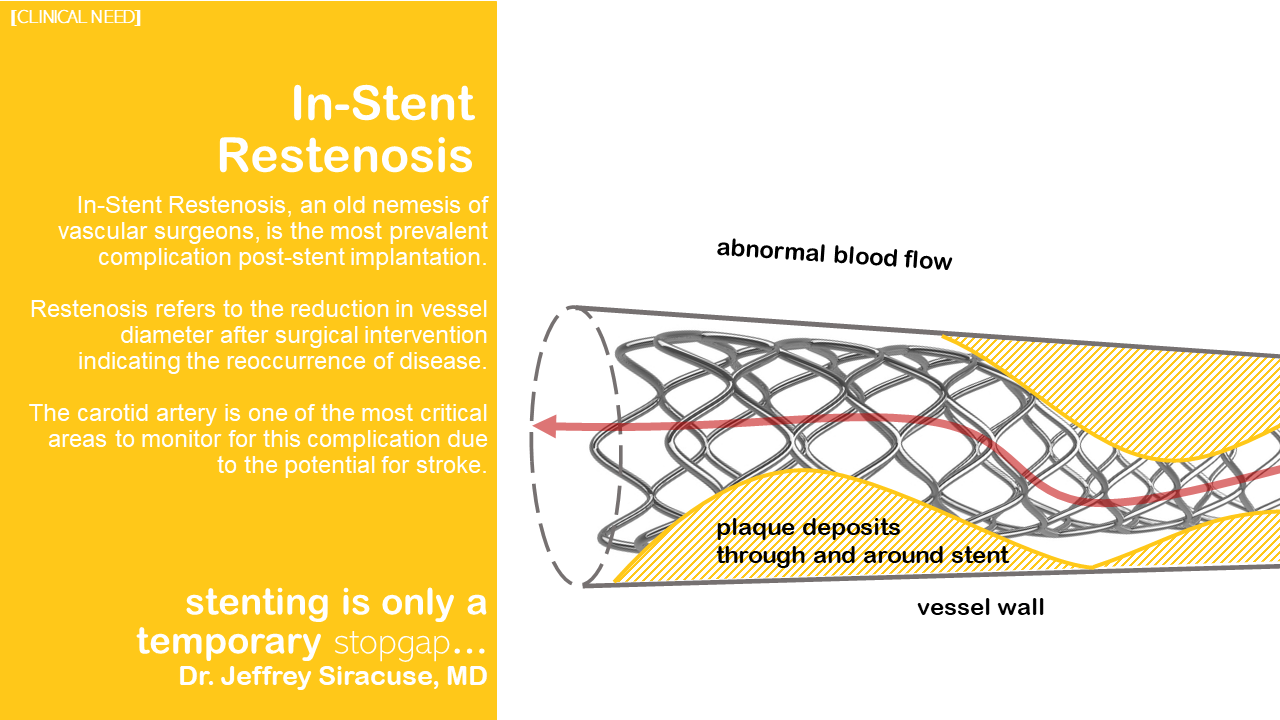 [CLINICAL NEED]
In-Stent
Restenosis
In-Stent Restenosis, an old nemesis of
vascular surgeons, is the most prevalent
complication post-stent implantation.
Restenosis refers to the reduction in vessel
diameter after surgical intervention
indicating the reoccurrence of disease.
The carotid artery is one of the most critical
areas to monitor for this complication due
to the potential for stroke.
stenting is only a
temporary stopgap...
Dr. Jeffrey Siracuse, MD
abnormal blood flow
plaque deposits
through and around stent
vessel wall